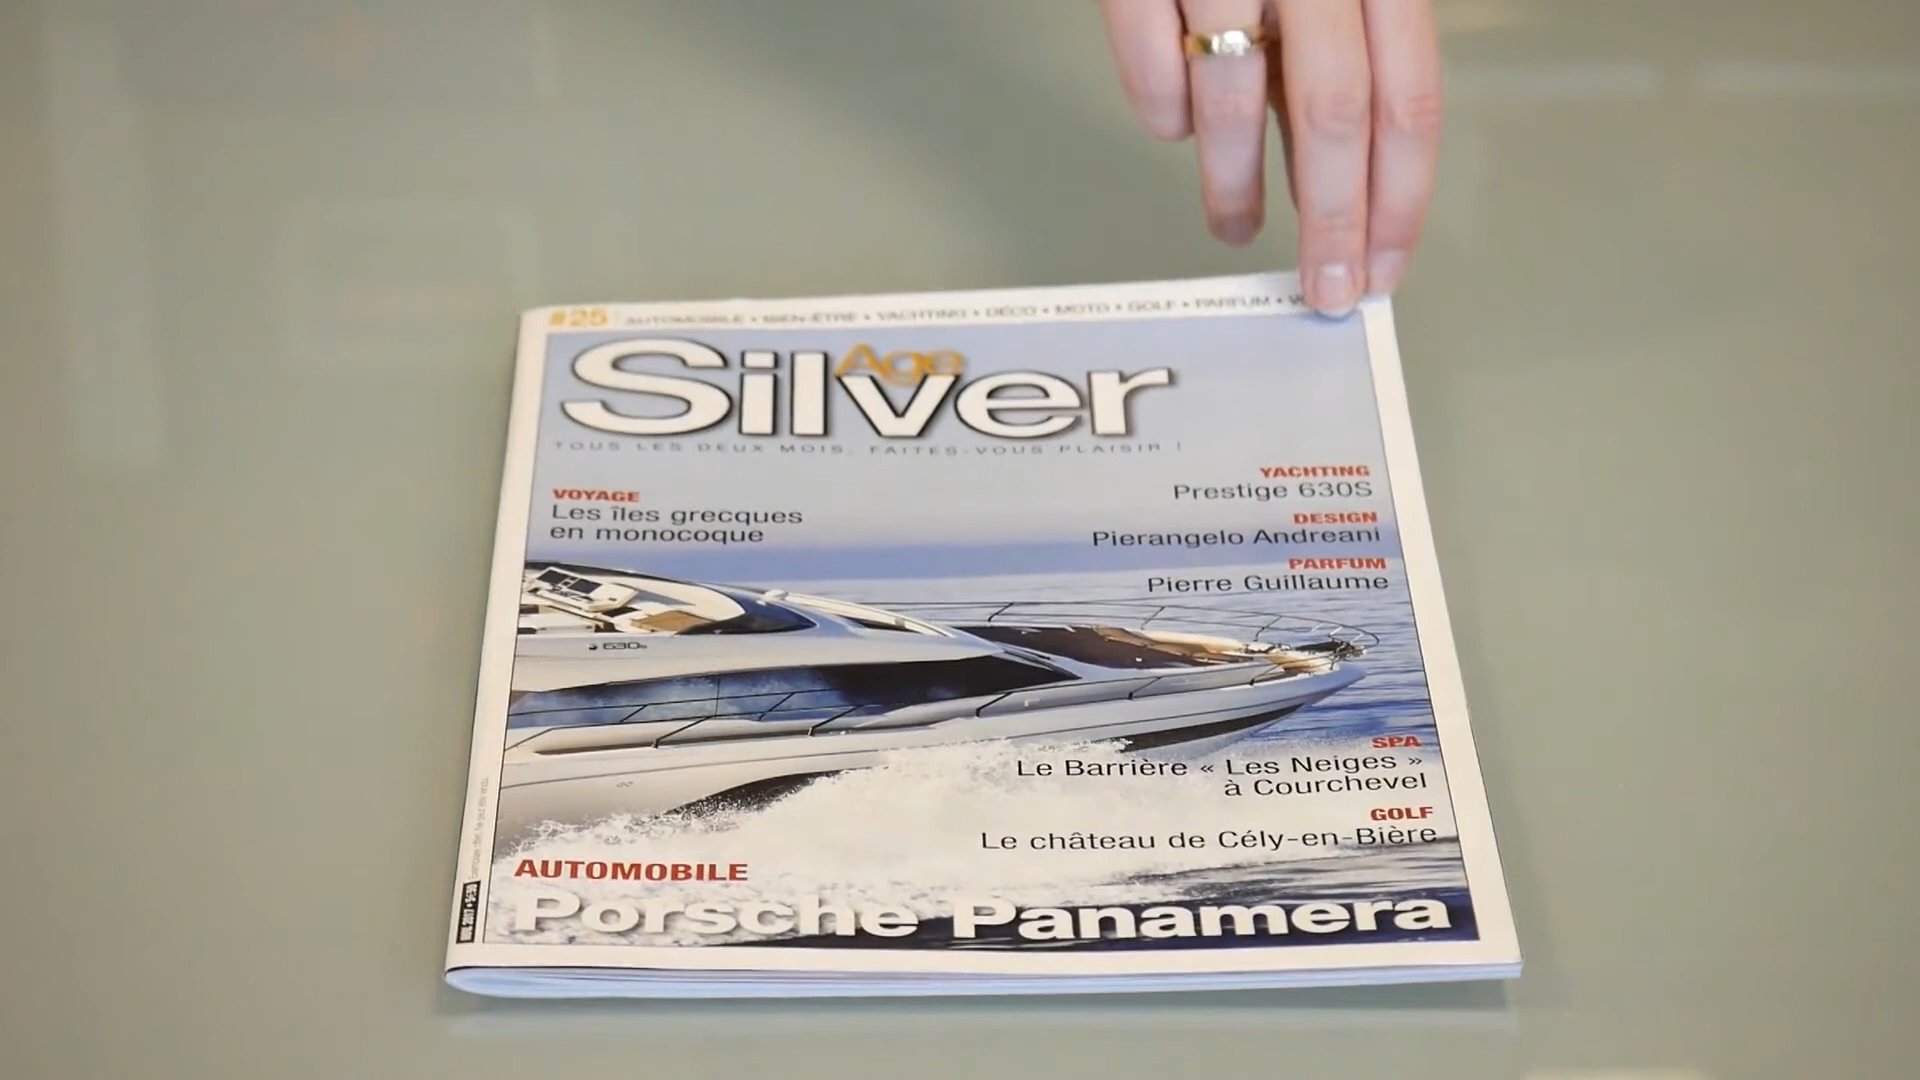 #25 AUTOMOBILE • BIEN-ÊTRE • YACHTING • DÉCO • MOTO • GOLF • PARFUM •
Silver Age
TOUS LES DEUX MOIS, FAITES-VOUS PLAISIR !
VOYAGE
Les îles grecques
en monocoque
YACHTING
Prestige 630S
DESIGN
Pierangelo Andreani
PARFUM
Pierre Guillaume
630s
SPA
Le Barrière « Les Neiges »
à Courchevel
GOLF
Le château de Cély-en-Bière
AUTOMOBILE
Porsche Panamera